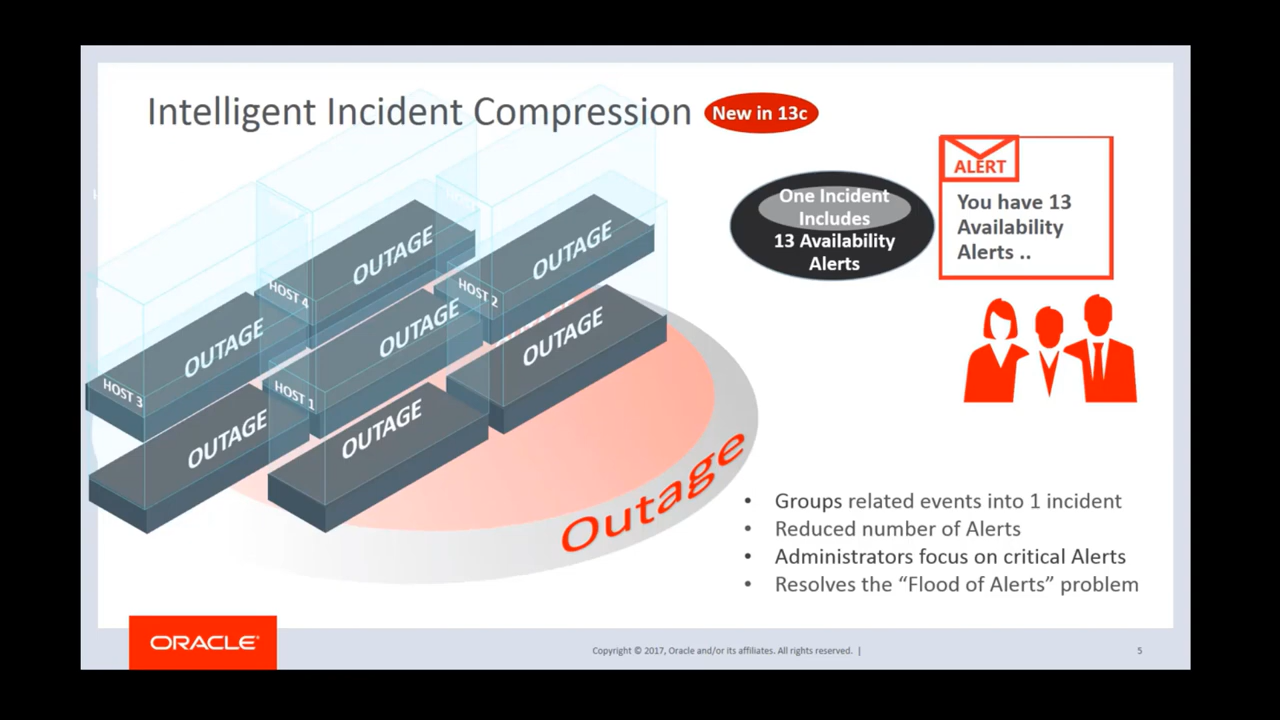 Intelligent Incident Compression
New in 13c
ALERT
You have 13
Availability
Alerts ..
One Incident
Includes
13 Availability
Alerts
OUTAGE
OUTAGE
HOST 4
HOST 2
OUTAGE
OUTAGE
OUTAGE
HOST 3
HOST 1
OUTAGE
OUTAGE
Outage
• Groups related events into 1 incident
• Reduced number of Alerts
• Administrators focus on critical Alerts
• Resolves the “Flood of Alerts” problem
ORACLE®
Copyright © 2017, Oracle and/or its affiliates. All rights reserved. |
5